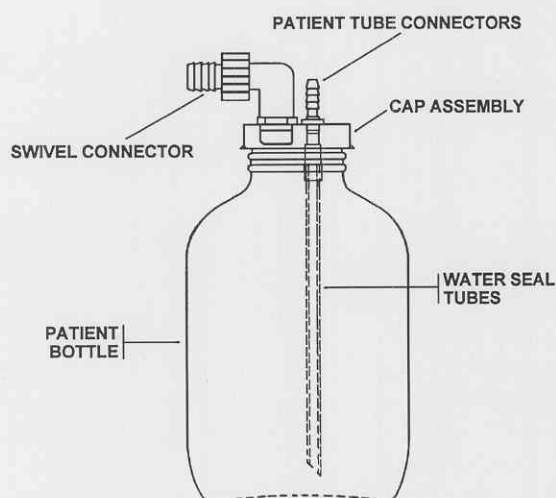 PATIENT TUBE CONNECTORS
CAP ASSEMBLY
SWIVEL CONNECTOR
WATER SEAL
TUBES
PATIENT
BOTTLE